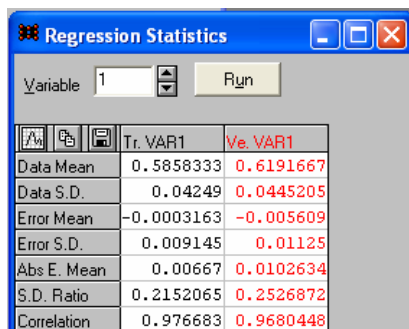 Regression Statistics
Variable 1 Run
Tr. VAR1 Ve. VAR1
Data Mean 0.5858333 0.6191667
Data S.D. 0.04249 0.0445205
Error Mean -0.0003163 -0.005609
Error S.D. 0.009145 0.01125
Abs E. Mean 0.00667 0.0102634
S.D. Ratio 0.2152065 0.2526872
Correlation 0.976683 0.9680448